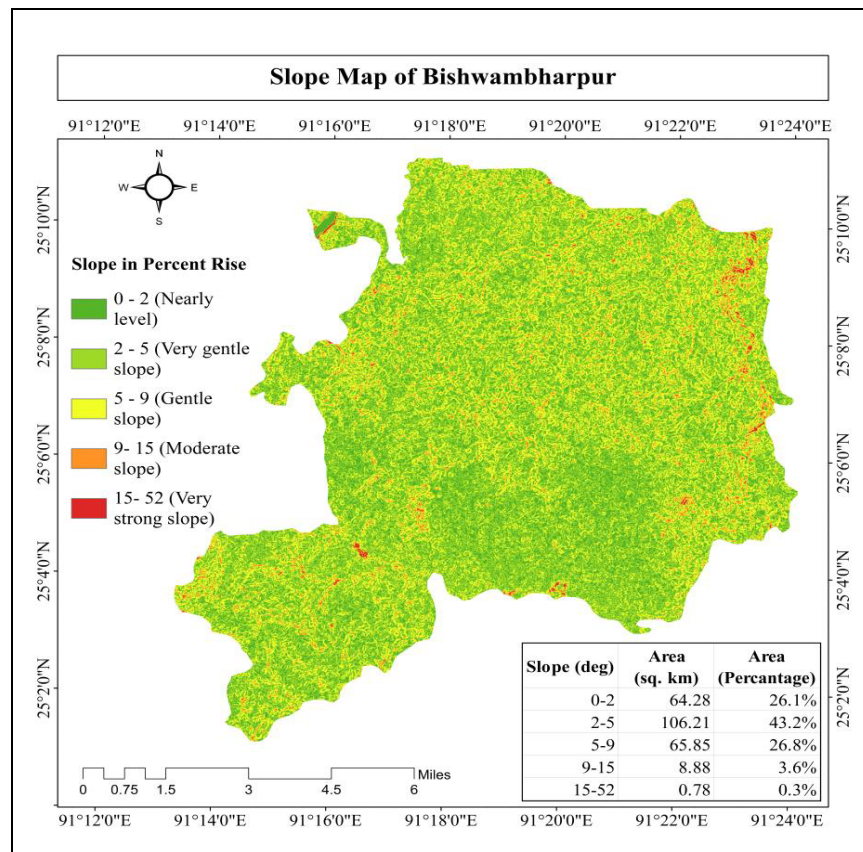 Slope Map of Bishwambharpur
91°12'0"E 91°14'0"E 91°16'0"E 91°18'0"E 91°20'0"E 91°22'0"E 91°24'0"E
N
W E
S
25°10'0"N 25°10'0"N
Slope in Percent Rise
0 - 2 (Nearly
level)
25°8'0"N 25°8'0"N
2 - 5 (Very gentle
slope)
5 - 9 (Gentle
slope)
25°6'0"N 25°6'0"N
9- 15 (Moderate
slope)
15- 52 (Very
strong slope)
25°4'0"N 25°4'0"N
Slope (deg) Area (sq. km) Area (Percantage)
25°2'0"N 25°2'0"N
0-2 64.28 26.1%
2-5 106.21 43.2%
5-9 65.85 26.8%
9-15 8.88 3.6%
15-52 0.78 0.3%
Miles
0 0.75 1.5 3 4.5 6
91°12'0"E 91°14'0"E 91°16'0"E 91°18'0"E 91°20'0"E 91°22'0"E 91°24'0"E